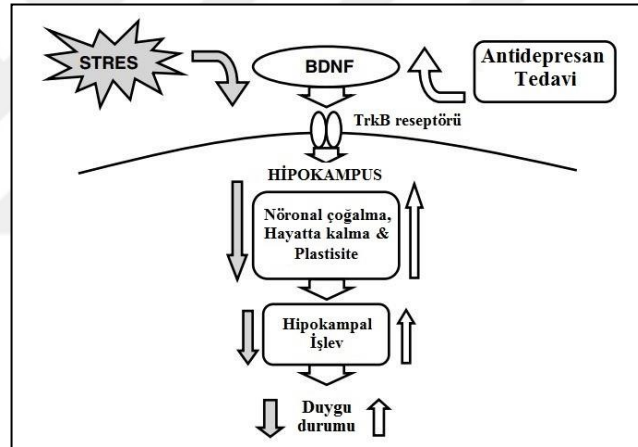 STRES
BDNF
Antidepresan
Tedavi
TrkB reseptörü
HİPOKAMPUS
Nöronal çoğalma,
Hayatta kalma &
Plastisite
Hipokampal
İşlev
Duygu
durumu